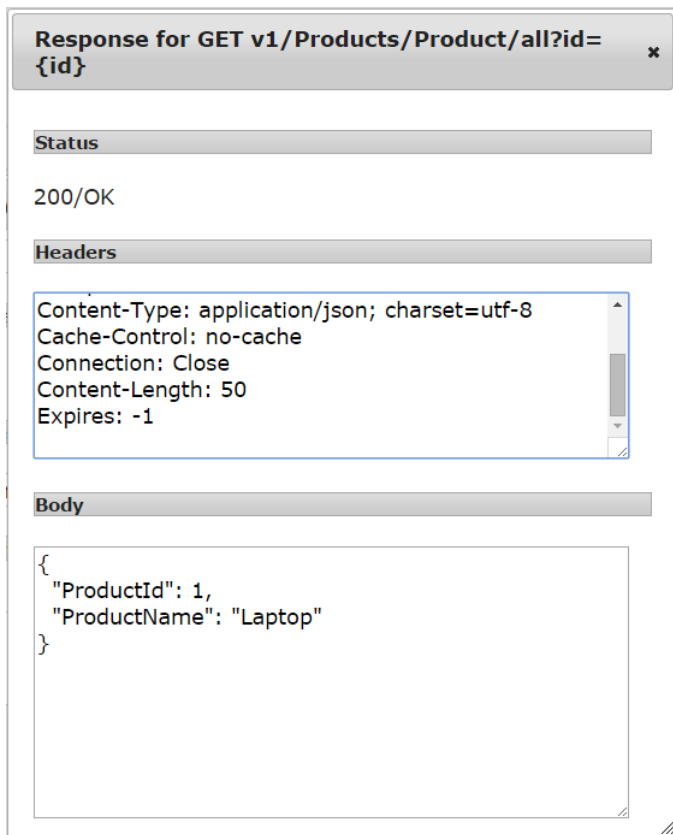 Response for GET v1/Products/Product/all?id=
{id}
Status
200/OK
Headers
Content-Type: application/json; charset=utf-8
Cache-Control: no-cache
Connection: Close
Content-Length: 50
Expires: -1
Body
{
  "ProductId": 1,
  "ProductName": "Laptop"
}